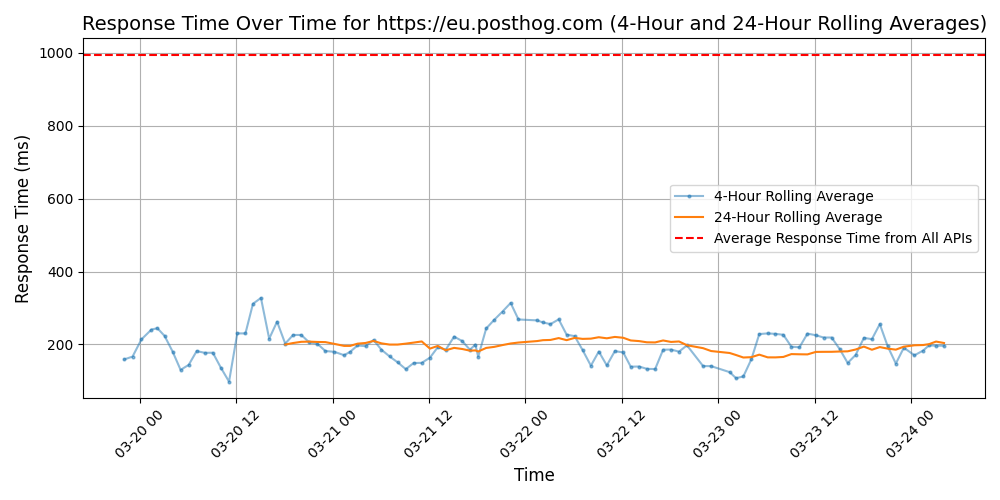 Response Time Over Time for https://eu.posthog.com (4-Hour and 24-Hour Rolling Averages)
Response Time (ms)
1000
800
600
400
200
4-Hour Rolling Average
24-Hour Rolling Average
Average Response Time from All APIs
03-20 00
03-20 12
03-21 00
03-21 12
03-22 00
03-22 12
03-23 00
03-23 12
03-24 00
Time